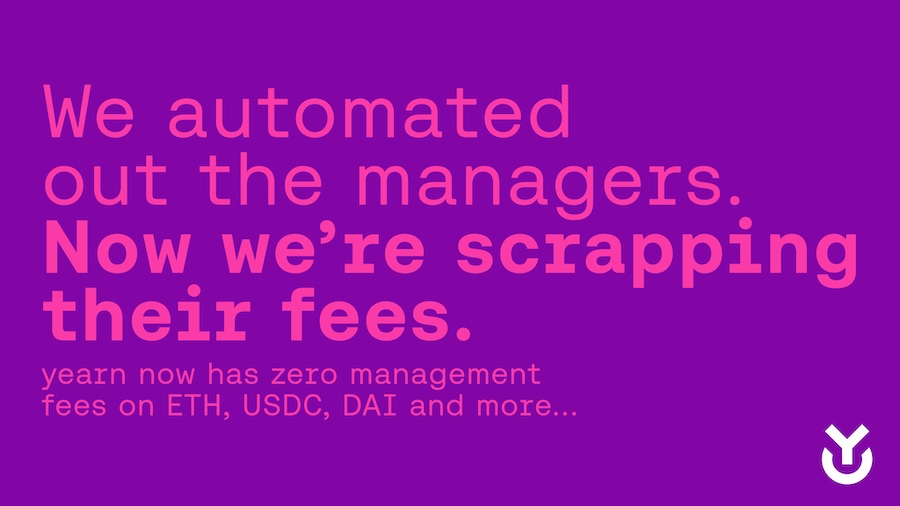 We automated
out the managers.
Now we’re scrapping
their fees.
yearn now has zero management
fees on ETH, USDC, DAI and more...